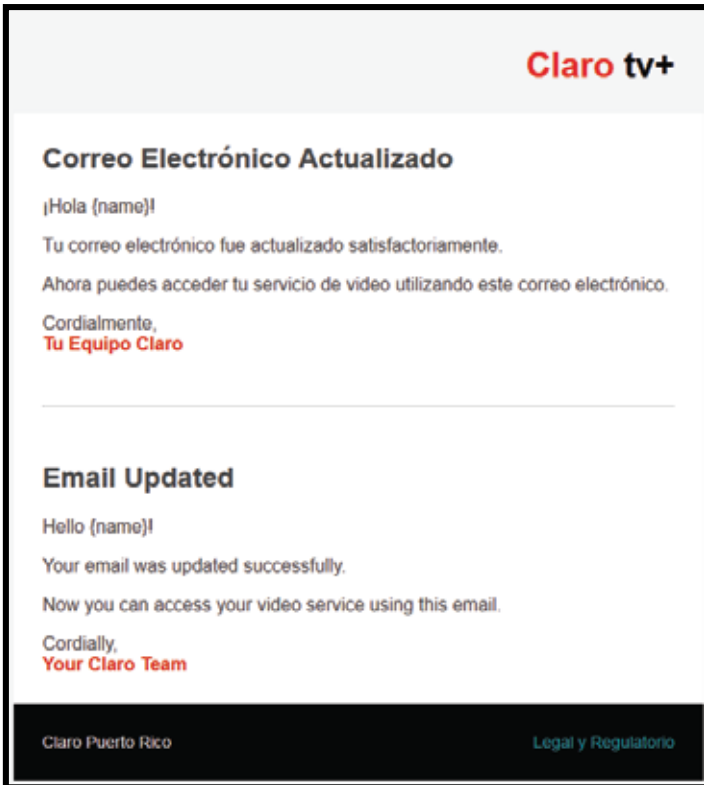 Claro tv+
Correo Electrónico Actualizado
¡Hola {name}!
Tu correo electrónico fue actualizado satisfactoriamente.
Ahora puedes acceder tu servicio de video utilizando este correo electrónico.
Cordialmente,
Tu Equipo Claro
Email Updated
Hello {name}!
Your email was updated successfully.
Now you can access your video service using this email.
Cordially,
Your Claro Team
Claro Puerto Rico
Legal y Regulatorio